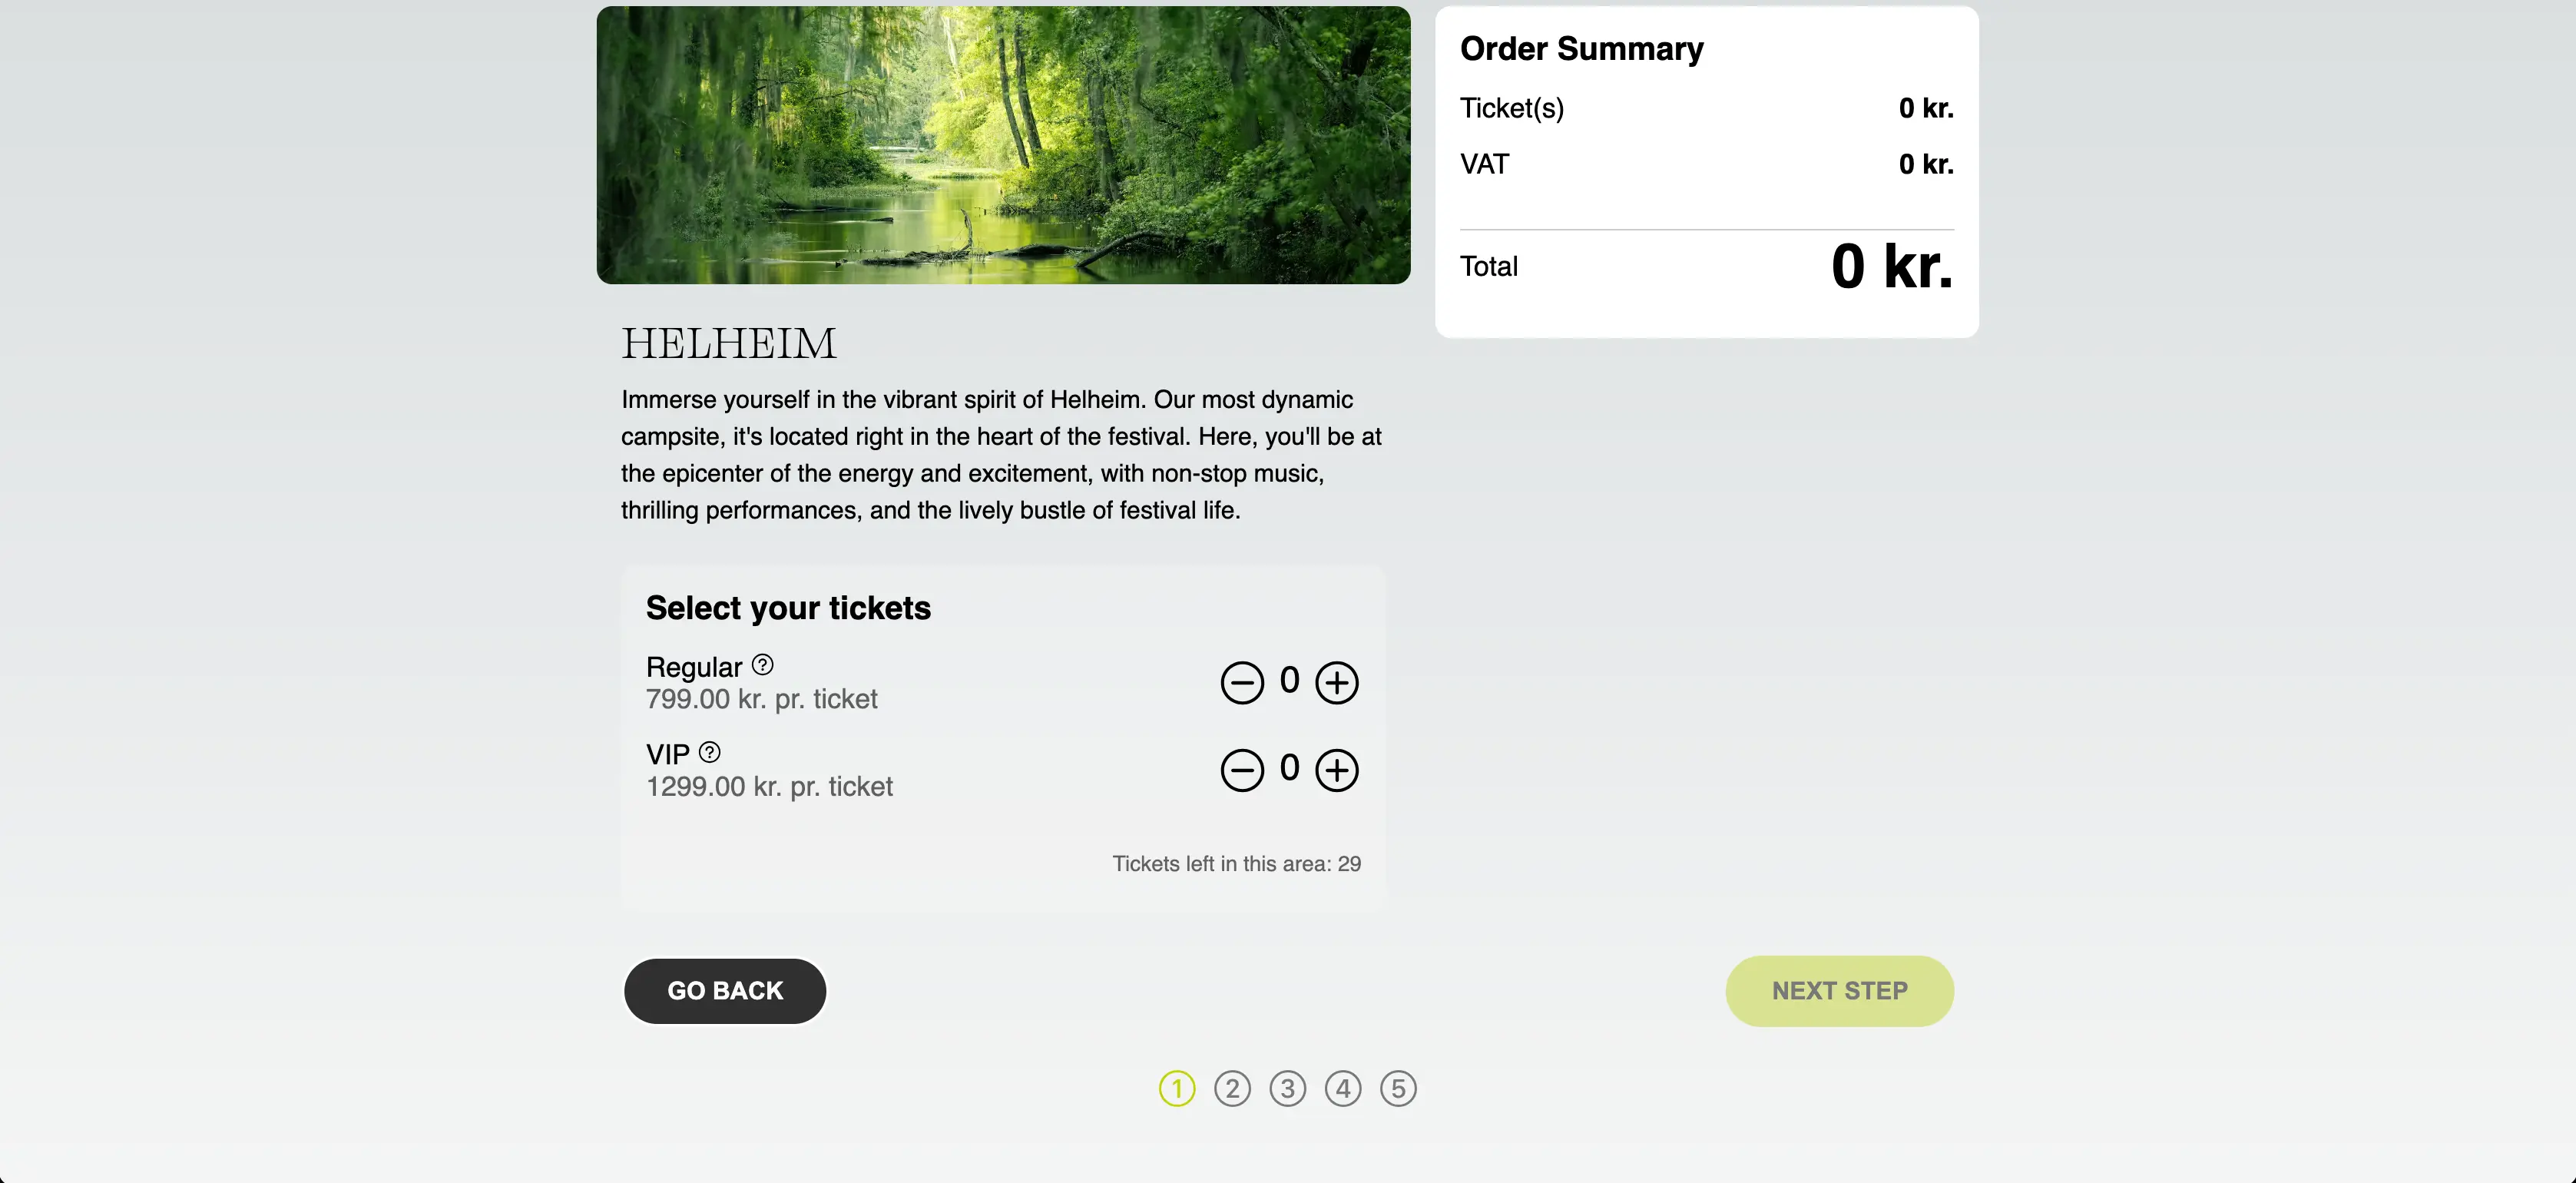 HELHEIM
Immerse yourself in the vibrant spirit of Helheim. Our most dynamic
campsite, it's located right in the heart of the festival. Here, you'll be at
the epicenter of the energy and excitement, with non-stop music,
thrilling performances, and the lively bustle of festival life.
Select your tickets
Regular ?
799.00 kr. pr. ticket
0
VIP ?
1299.00 kr. pr. ticket
0
Tickets left in this area: 29
Order Summary
Ticket(s) 0 kr.
VAT 0 kr.
Total 0 kr.
GO BACK
NEXT STEP
1 2 3 4 5